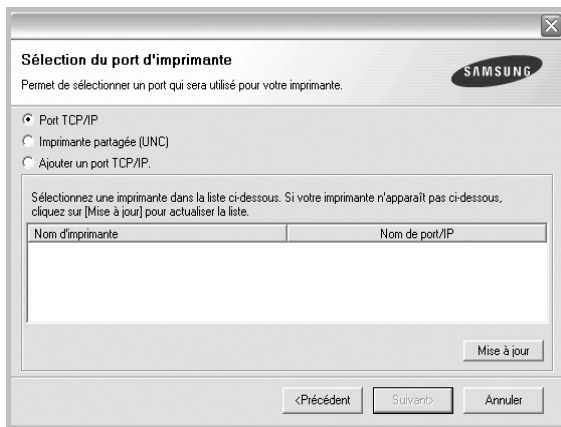 Sélection du port d'imprimante
Permet de sélectionner un port qui sera utilisé pour votre imprimante.
SAMSUNG
Port TCP/IP
Imprimante partagée (UNC)
Ajouter un port TCP/IP.
Sélectionnez une imprimante dans la liste ci-dessous. Si votre imprimante n'apparaît pas ci-dessous,
cliquez sur [Mise à jour] pour actualiser la liste.
Nom d'imprimante Nom de port/IP
Mise à jour
<Précédent Suivant> Annuler